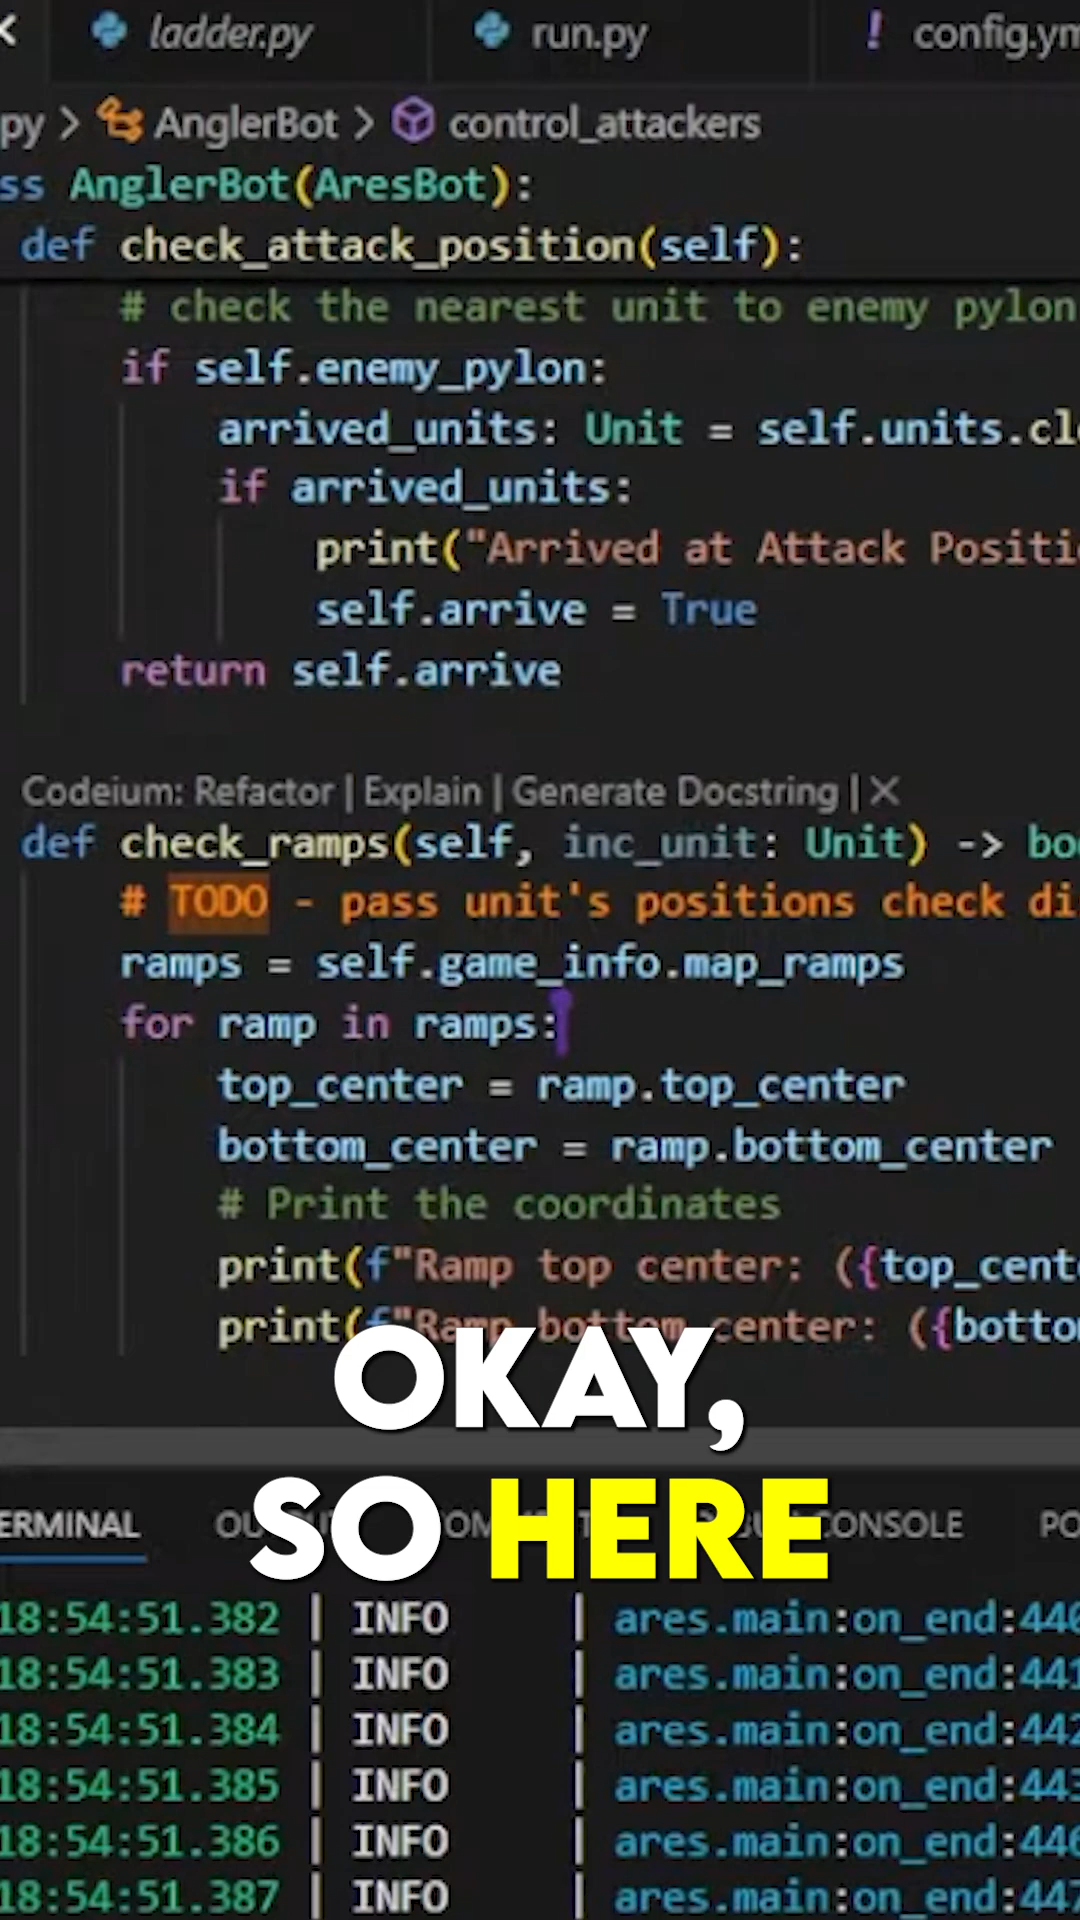 ladder.py run.py ! config.ym
py > AnglerBot > control_attackers
ss AnglerBot(AresBot):
def check_attack_position(self):
# check the nearest unit to enemy pylon
if self.enemy_pylon:
arrived_units: Unit = self.units.cl
if arrived_units:
print("Arrived at Attack Positi
self.arrive = True
return self.arrive
Codeium: Refactor | Explain | Generate Docstring | ×
def check_ramps(self, inc_unit: Unit) -> bo
# TODO - pass unit's positions check di
ramps = self.game_info.map_ramps
for ramp in ramps:
top_center = ramp.top_center
bottom_center = ramp.bottom_center
# Print the coordinates
print(f"Ramp top center: ({top_cent
print(f"Ramp bottom center: ({botto
OKAY,
SO HERE
ERMINAL CONSOLE PO
18:54:51.382 | INFO | ares.main:on_end:440
18:54:51.383 | INFO | ares.main:on_end:441
18:54:51.384 | INFO | ares.main:on_end:442
18:54:51.385 | INFO | ares.main:on_end:443
18:54:51.386 | INFO | ares.main:on_end:446
18:54:51.387 | INFO | ares.main:on_end:447